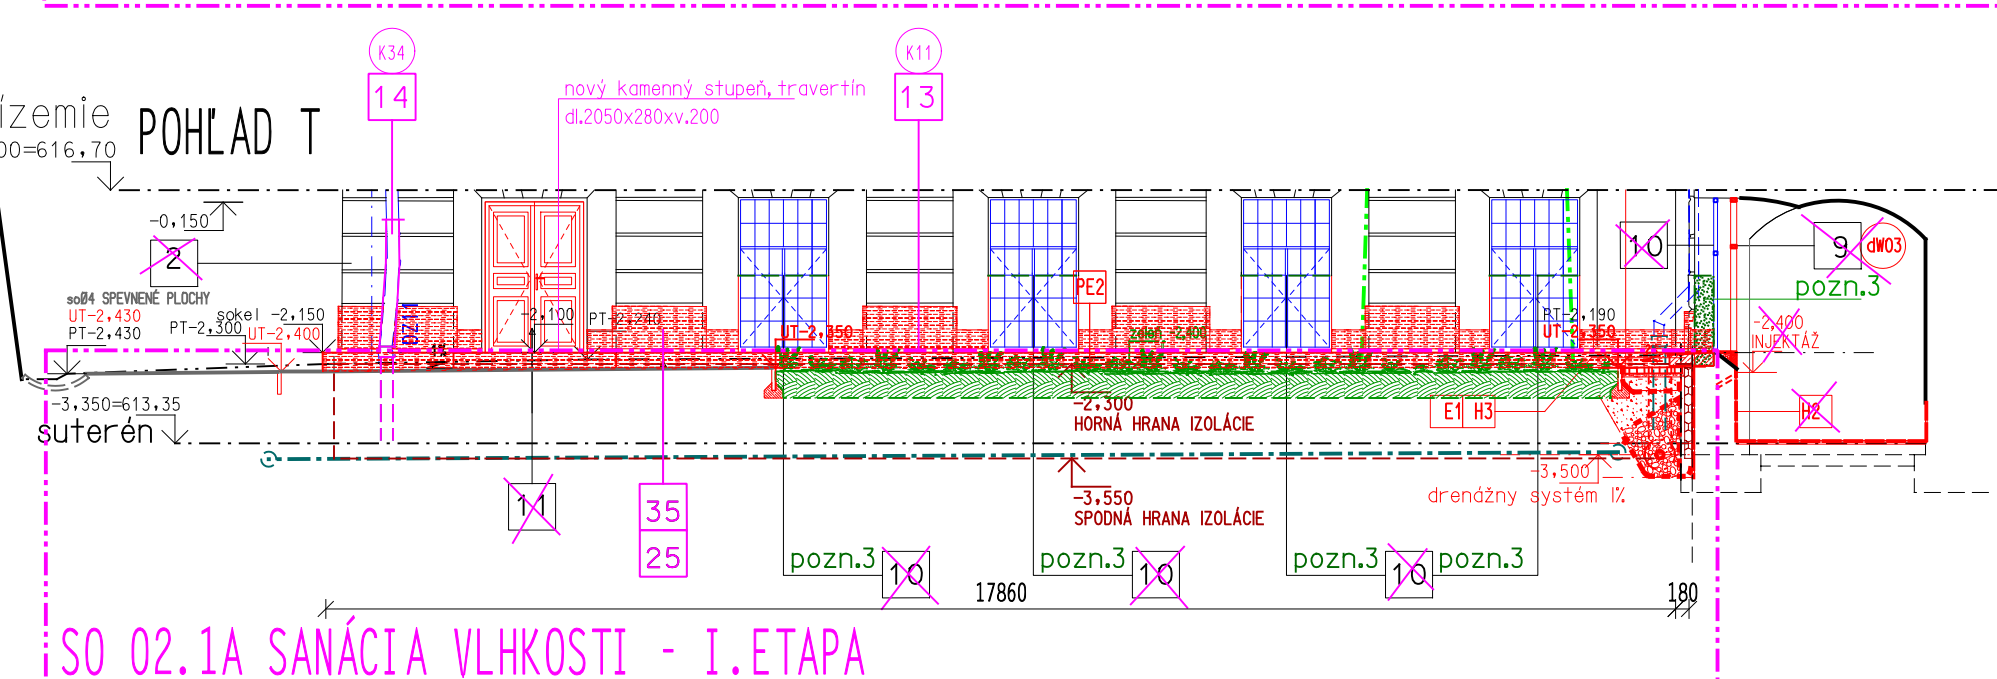 K34
K11
14
13
nový kamenný stupeň, travertín
dl.2050x280xv.200
ízemie
00=616,70
POHĽAD T
-0,150
2
10
9
dW03
pozn.3
so04 SPEVNENÉ PLOCHY
UT-2,430
PT-2,430
sokel -2,150
PT-2,300
UT-2,400
-2,100
PT-2,240
PE2
UT-2,350
zeleň -2,400
PT-2,190
UT-2,350
-2,400
INJEKTÁŽ
-3,350=613,35
suterén
-2,300
HORNÁ HRANA IZOLÁCIE
E1 H3
H2
-3,550
SPODNÁ HRANA IZOLÁCIE
-3,500
drenážny systém 1%
11
35
25
pozn.3
10
pozn.3
10
pozn.3
10
pozn.3
17860
180
SO 02.1A SANÁCIA VLHKOSTI - I.ETAPA